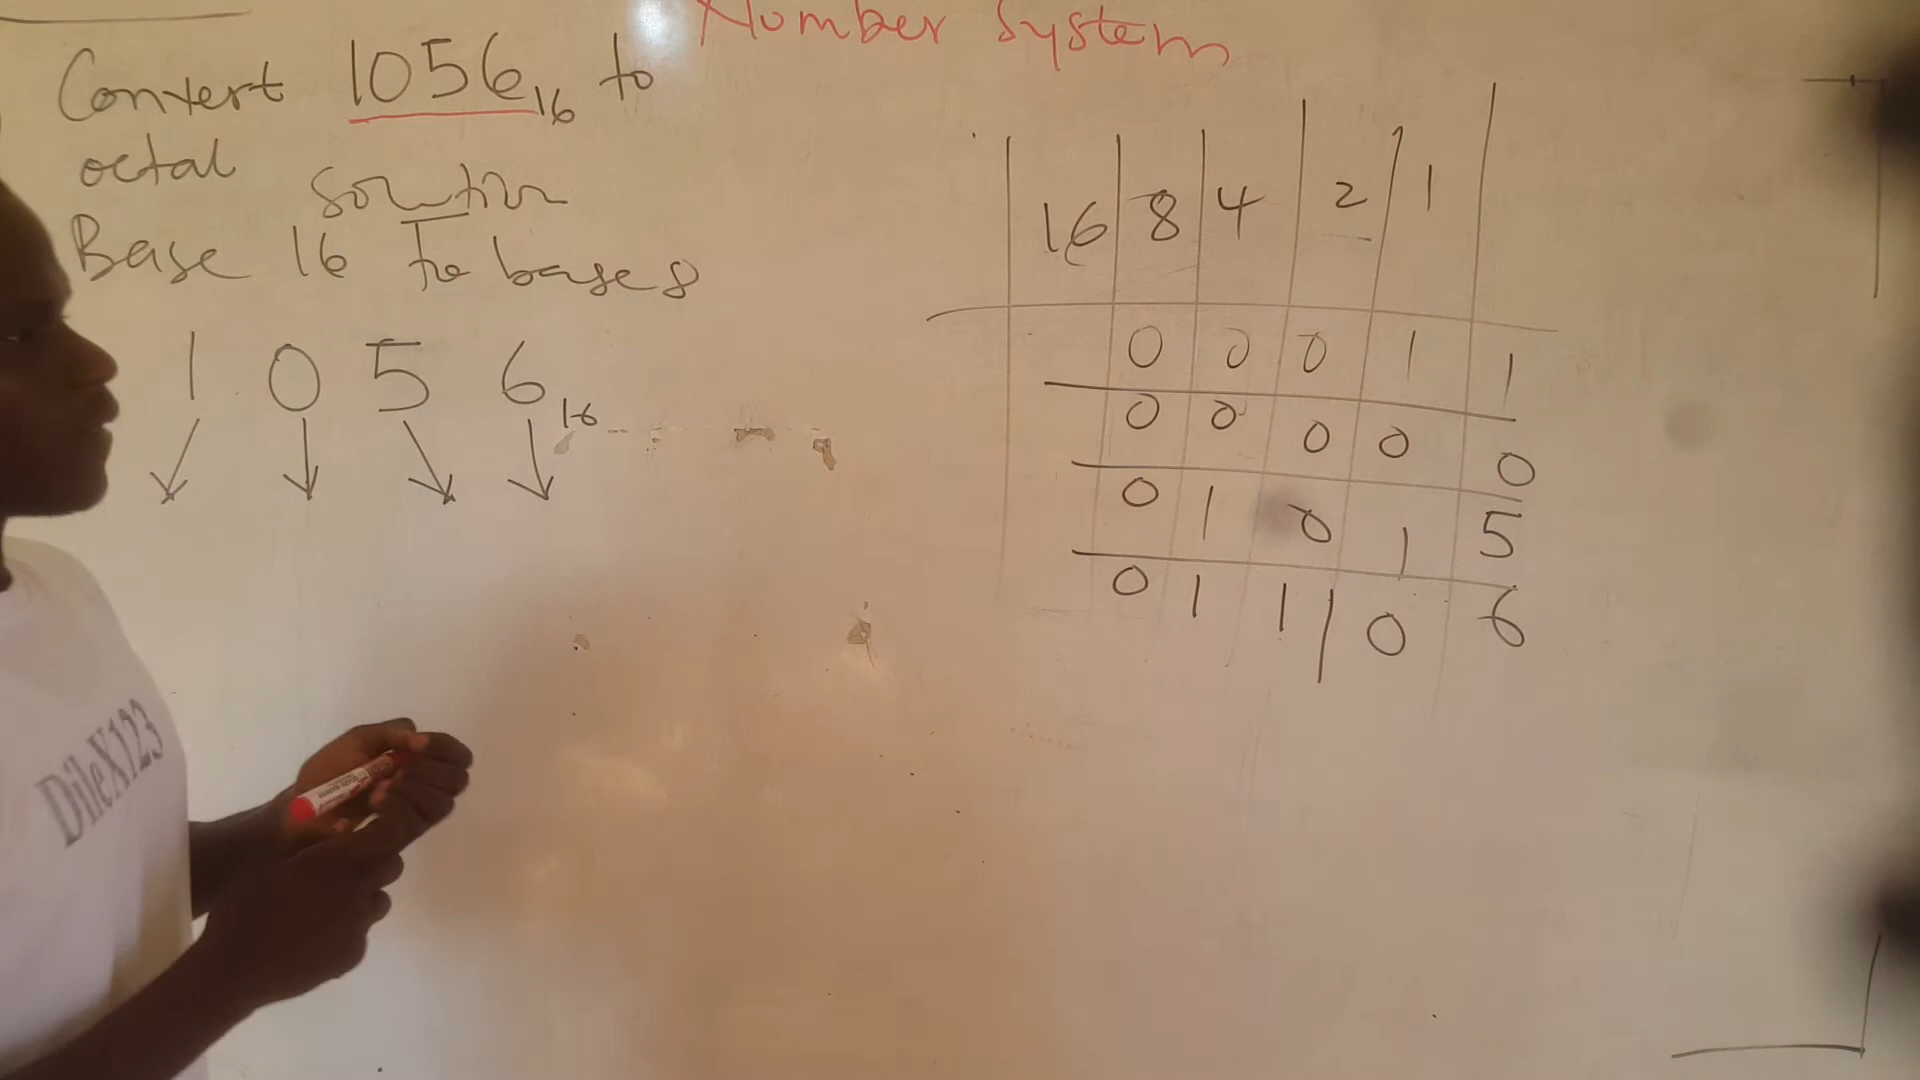 Number System
Convert 1056₁₆ to
octal
Solution
Base 16 to base 8
1 0 5 6₁₆
16 8 4 2 1
0 0 0 1 1
0 0 0 0 0
0 1 0 1 5
0 1 1 0 6
DileX123